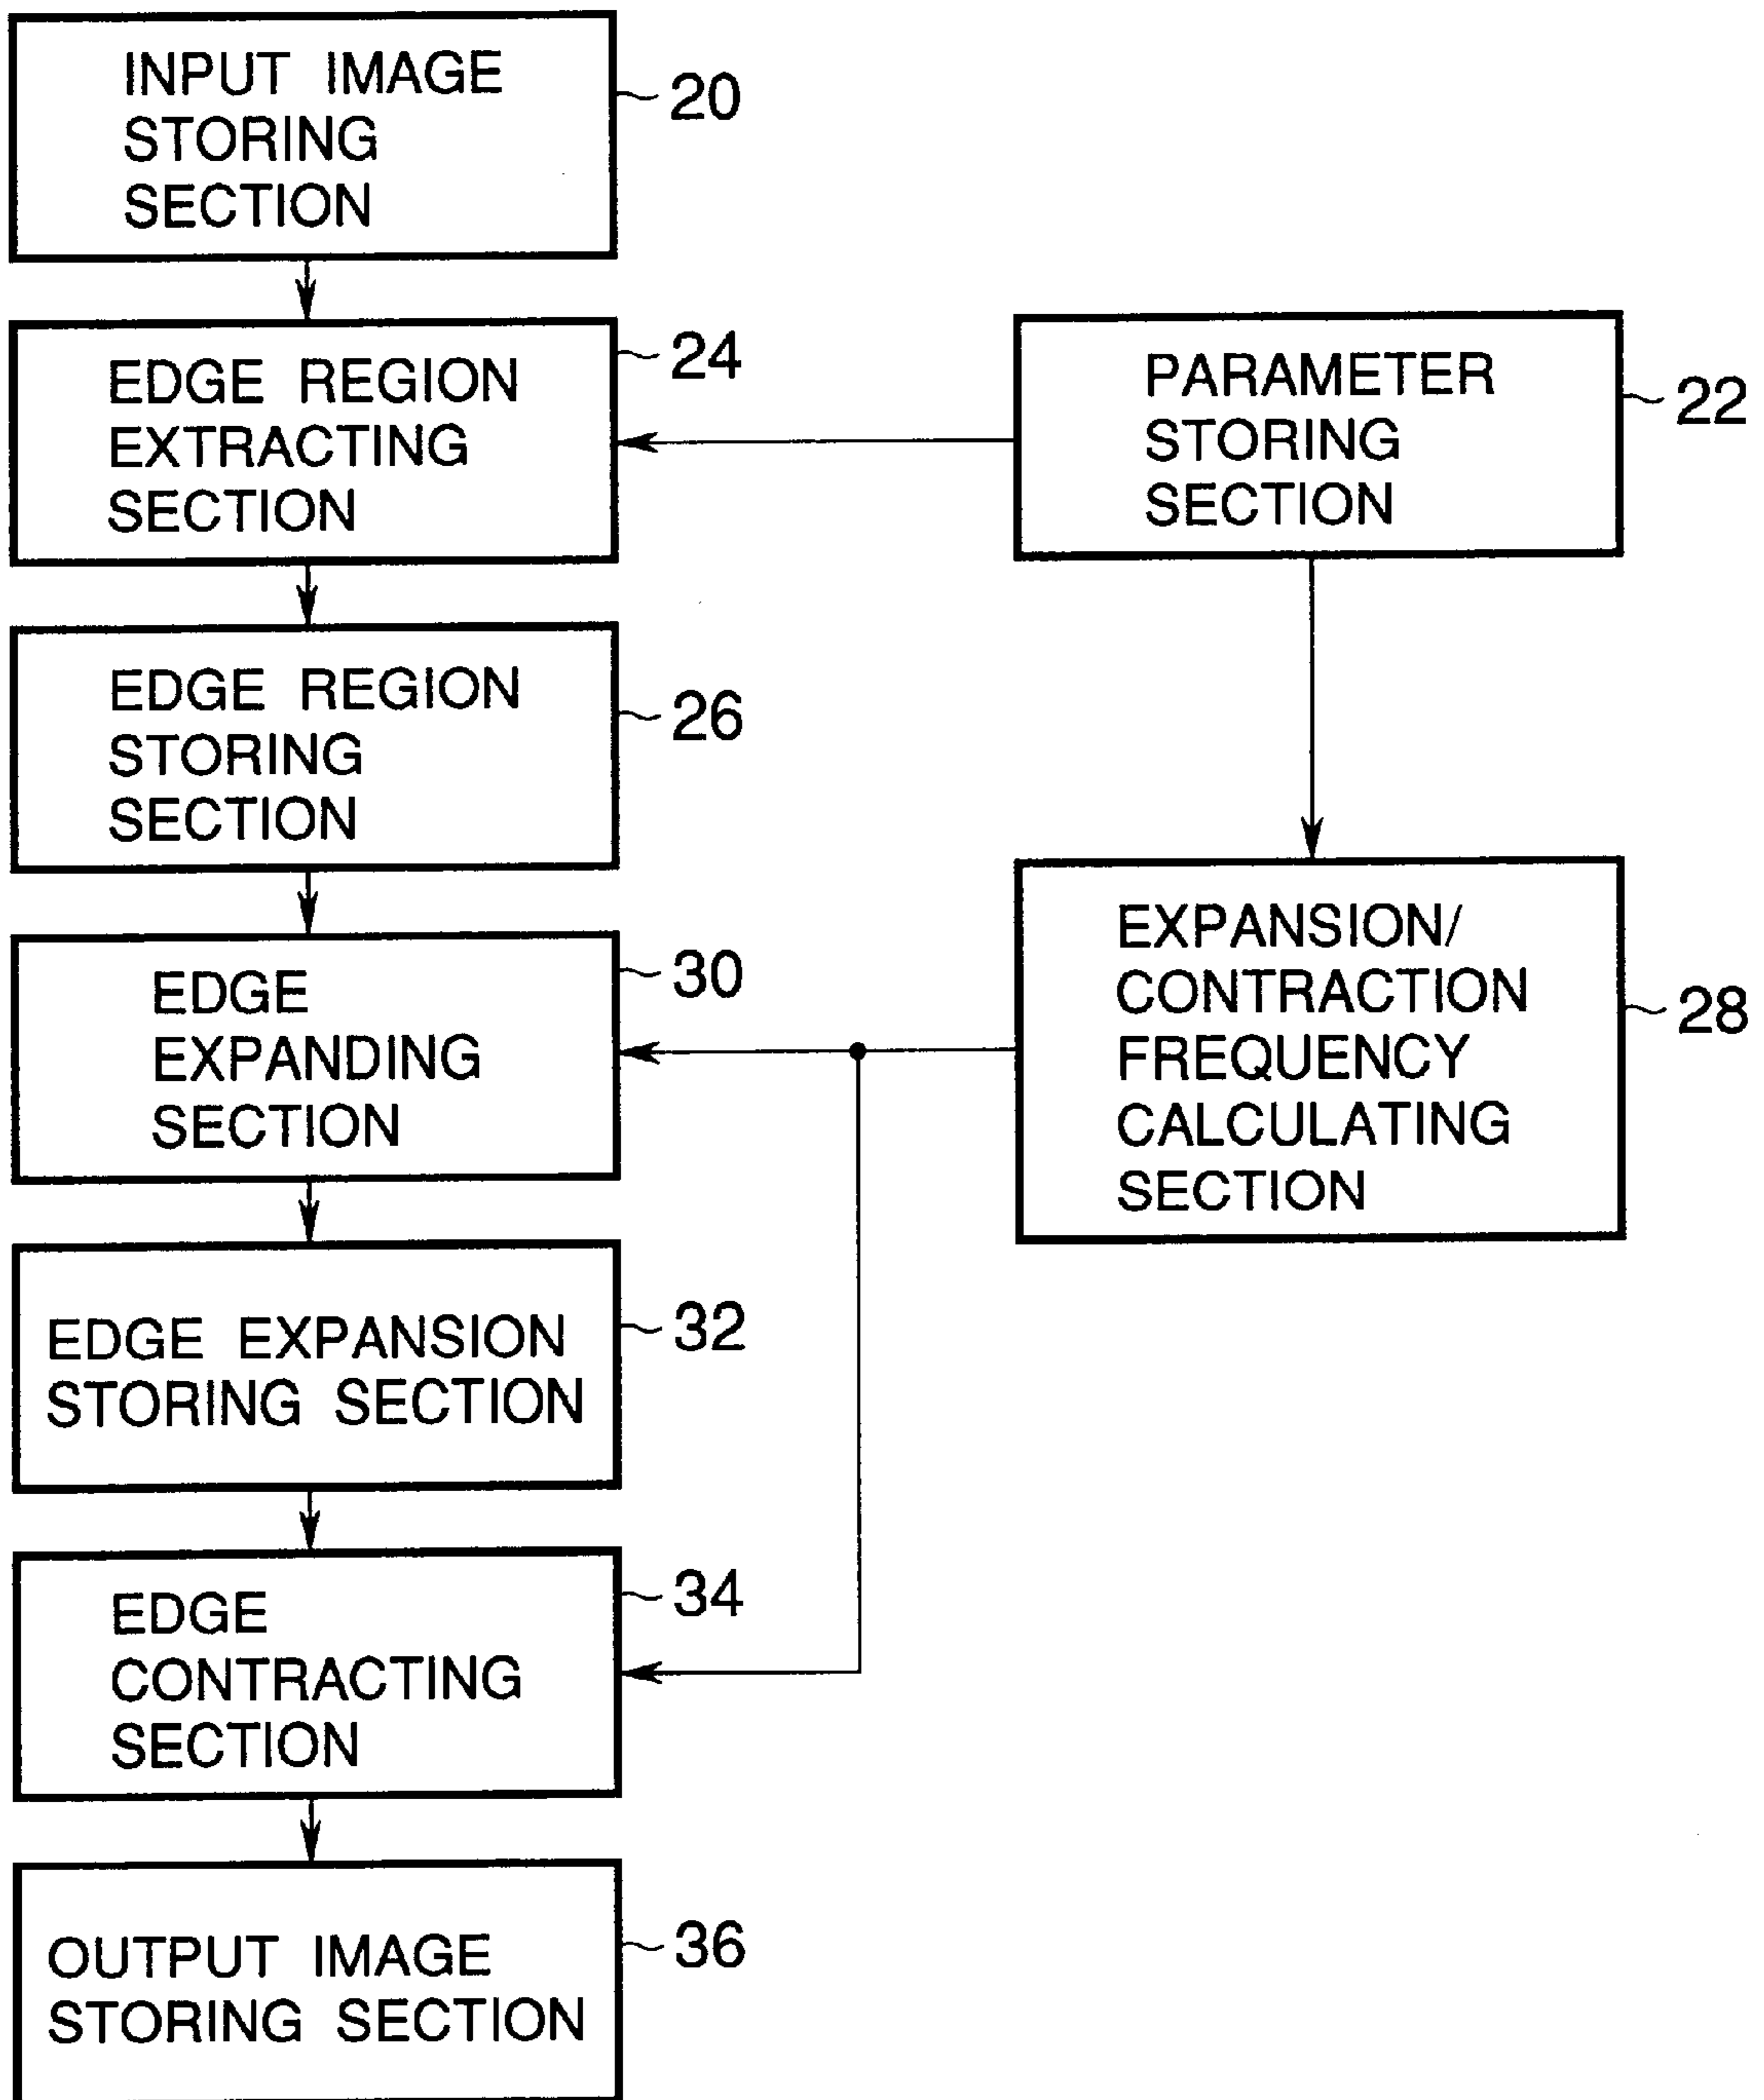 INPUT IMAGE
STORING
SECTION
20
EDGE REGION
EXTRACTING
SECTION
24
PARAMETER
STORING
SECTION
22
EDGE REGION
STORING
SECTION
26
EXPANSION/
CONTRACTION
FREQUENCY
CALCULATING
SECTION
28
EDGE
EXPANDING
SECTION
30
EDGE EXPANSION
STORING SECTION
32
EDGE
CONTRACTING
SECTION
34
OUTPUT IMAGE
STORING SECTION
36